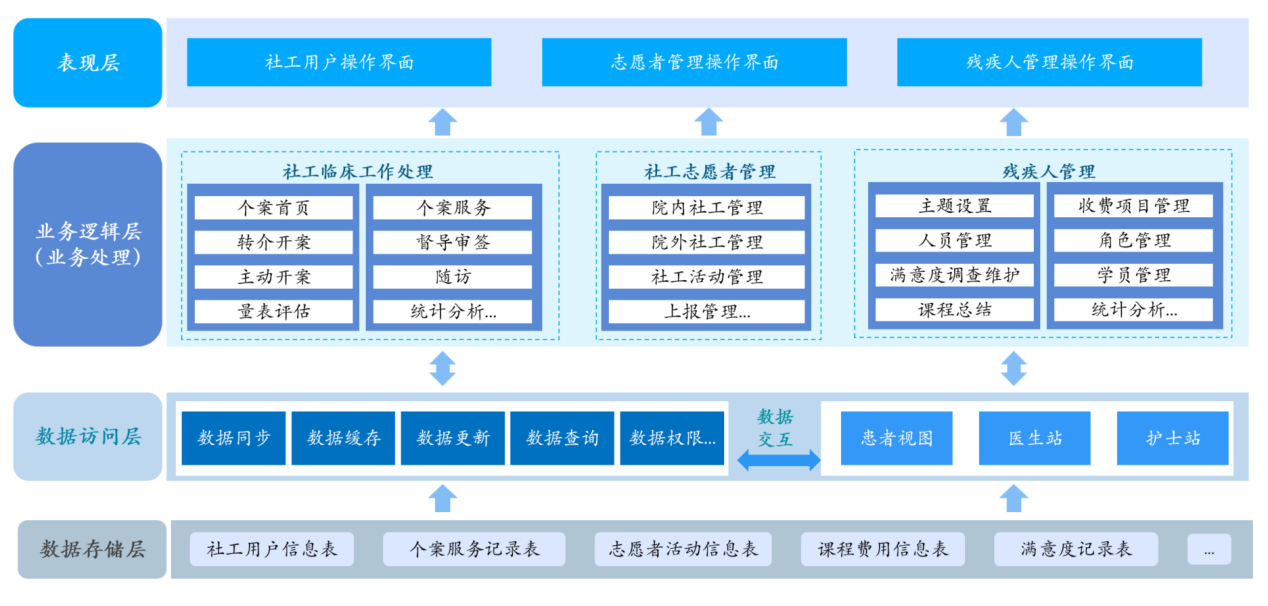 表现层
社工用户操作界面
志愿者管理操作界面
残疾人管理操作界面
业务逻辑层
（业务处理）
社工临床工作处理
个案首页
个案服务
转介开案
督导审签
主动开案
随访
量表评估
统计分析...
社工志愿者管理
院内社工管理
院外社工管理
社工活动管理
上报管理...
残疾人管理
主题设置
收费项目管理
人员管理
角色管理
满意度调查维护
学员管理
课程总结
统计分析...
数据访问层
数据同步
数据缓存
数据更新
数据查询
数据权限...
数据
交互
患者视图
医生站
护士站
数据存储层
社工用户信息表
个案服务记录表
志愿者活动信息表
课程费用信息表
满意度记录表
...